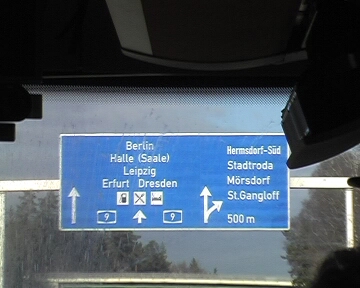 Berlin
Halle (Saale)
Leipzig
Erfurt Dresden
9 9
Hermsdorf-Süd
Stadtroda
Mörsdorf
St.Gangloff
500 m